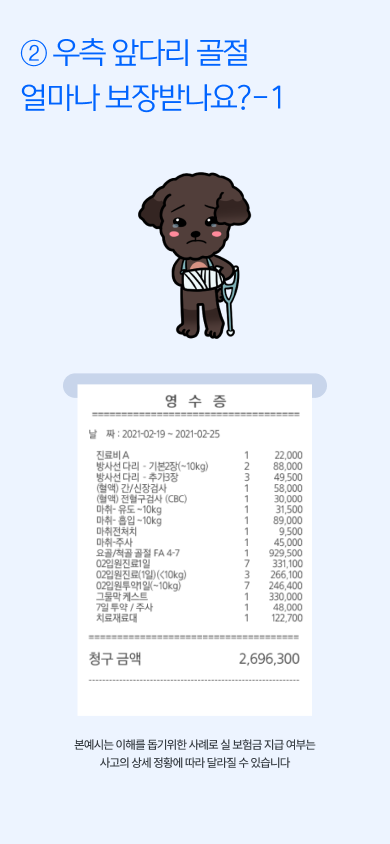 ② 우측 앞다리 골절
얼마나 보장받나요?-1
영 수 증
=====================================
날 짜 : 2021-02-19 ~ 2021-02-25
진료비 A 1 22,000
방사선 다리 - 기본2장(~10kg) 2 88,000
방사선 다리 - 추가3장 3 49,500
(혈액) 간/신장검사 1 58,000
(혈액) 전혈구검사 (CBC) 1 30,000
마취- 유도 ~10kg 1 31,500
마취- 흡입 ~10kg 1 89,000
마취전처치 1 9,500
마취-주사 1 45,000
요골/척골 골절 FA 4-7 1 929,500
02입원진료1일 7 331,100
02입원진료(1일)(<10kg) 3 266,100
02입원투약1일(~10kg) 7 246,400
그물막 케스트 1 330,000
7일 투약 / 주사 1 48,000
치료재료대 1 122,700
=====================================
청구 금액 2,696,300
--------------------------------------------------------------
본예시는 이해를 돕기위한 사례로 실 보험금 지급 여부는
사고의 상세 정황에 따라 달라질 수 있습니다